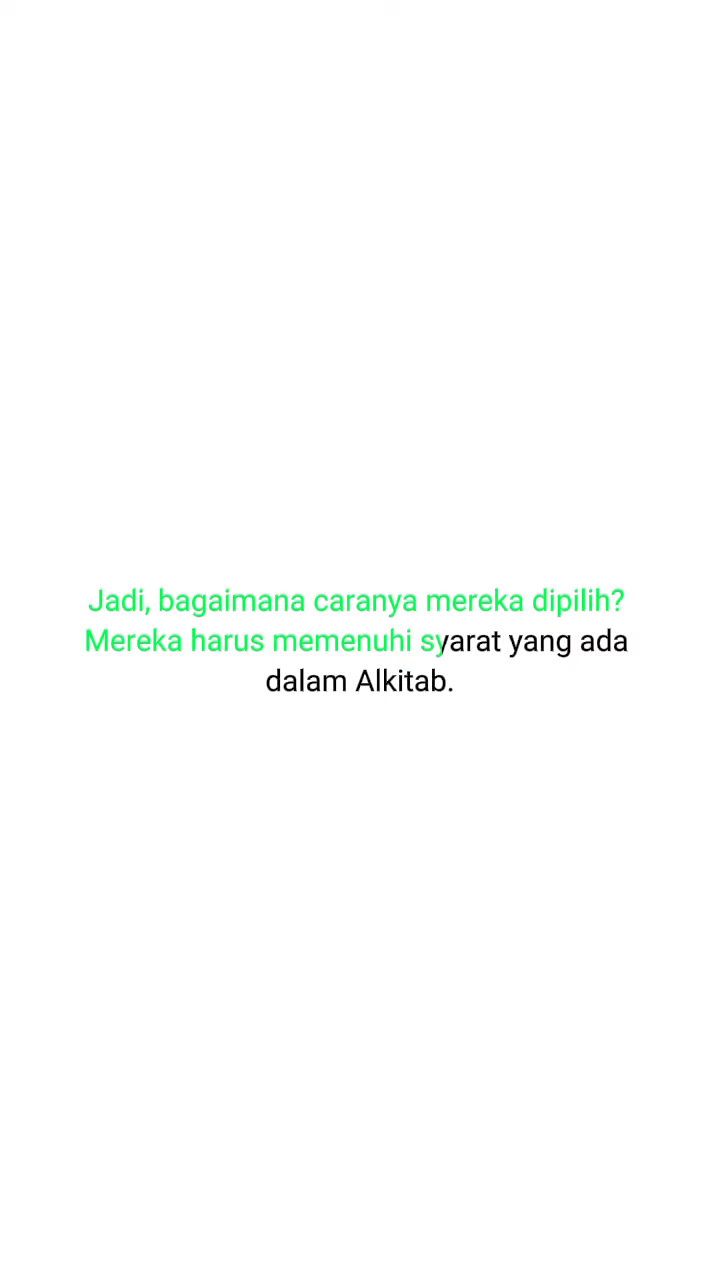 Jadi, bagaimana caranya mereka dipilih?
Mereka harus memenuhi syarat yang ada
dalam Alkitab.